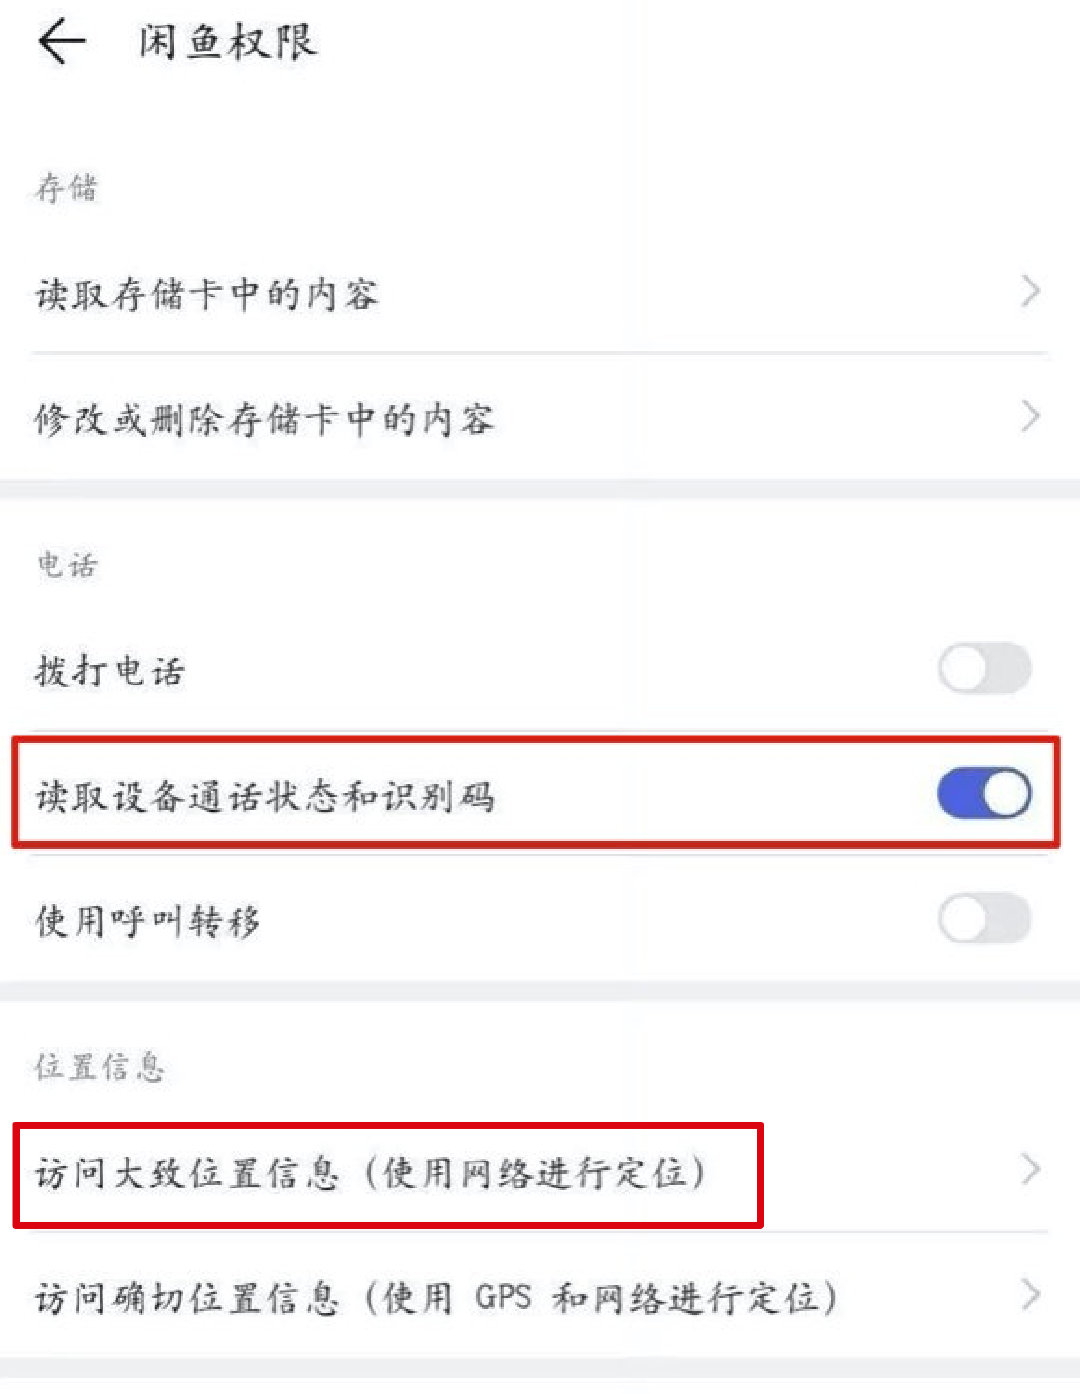 闲鱼权限
存储
读取存储卡中的内容
修改或删除存储卡中的内容
电话
拨打电话
读取设备通话状态和识别码
使用呼叫转移
位置信息
访问大致位置信息（使用网络进行定位）
访问确切位置信息（使用 GPS 和网络进行定位）